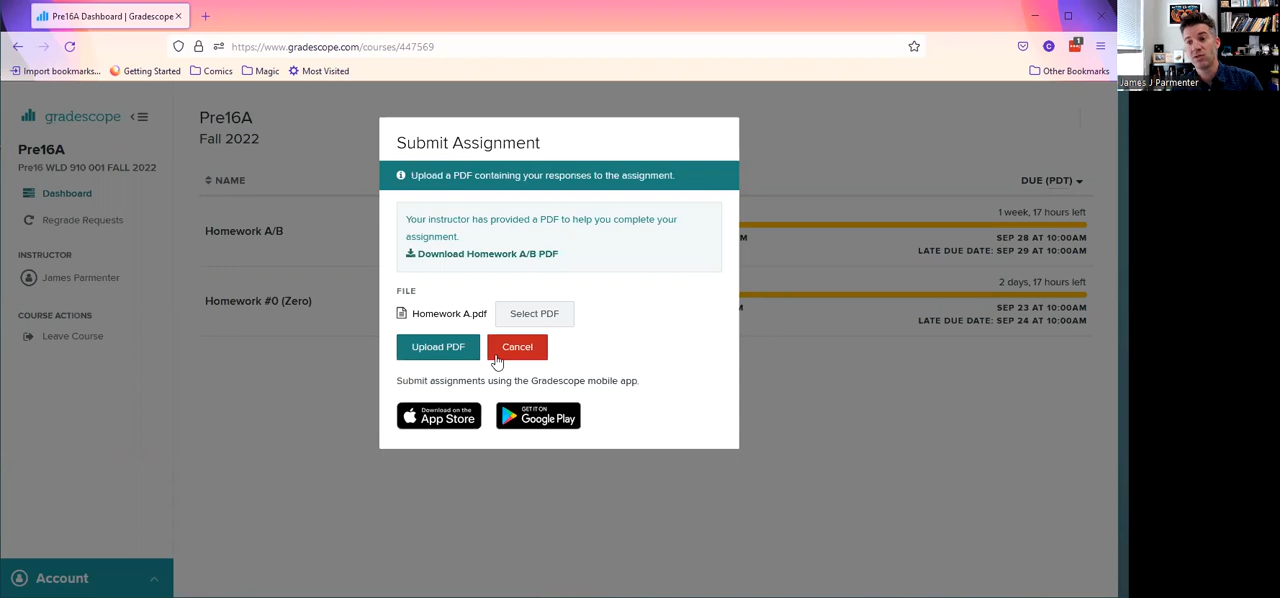 Pre16A Dashboard | Gradescope
https://www.gradescope.com/courses/447569
Import bookmarks...
Getting Started
Comics
Magic
Most Visited
Other Bookmarks
James J Parmenter
gradescope
Pre16A
Pre16 WLD 910 001 FALL 2022
Dashboard
Regrade Requests
INSTRUCTOR
James Parmenter
COURSE ACTIONS
Leave Course
Account
Pre16A
Fall 2022
NAME
DUE (PDT)
Homework A/B
1 week, 17 hours left
M
SEP 28 AT 10:00AM
LATE DUE DATE: SEP 29 AT 10:00AM
Homework #0 (Zero)
2 days, 17 hours left
SEP 23 AT 10:00AM
LATE DUE DATE: SEP 24 AT 10:00AM
Submit Assignment
Upload a PDF containing your responses to the assignment.
Your instructor has provided a PDF to help you complete your
assignment.
Download Homework A/B PDF
FILE
Homework A.pdf
Select PDF
Upload PDF
Cancel
Submit assignments using the Gradescope mobile app.
Download on the
App Store
GET IT ON
Google Play